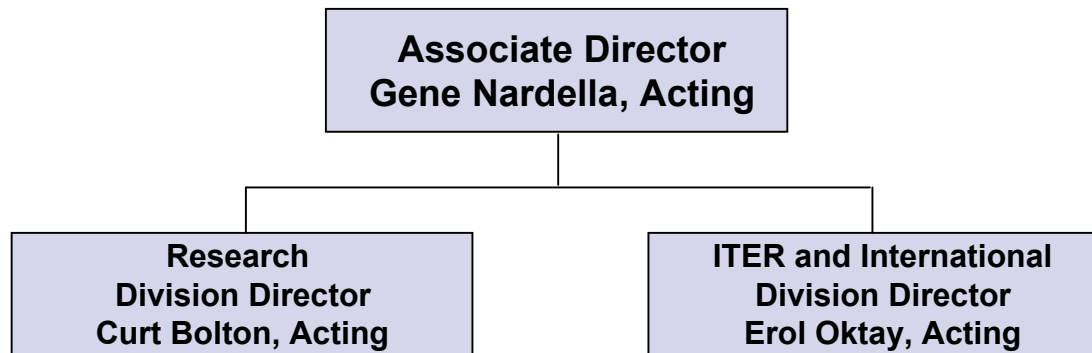 Associate Director
Gene Nardella, Acting
Research
Division Director
Curt Bolton, Acting
ITER and International
Division Director
Erol Oktay, Acting